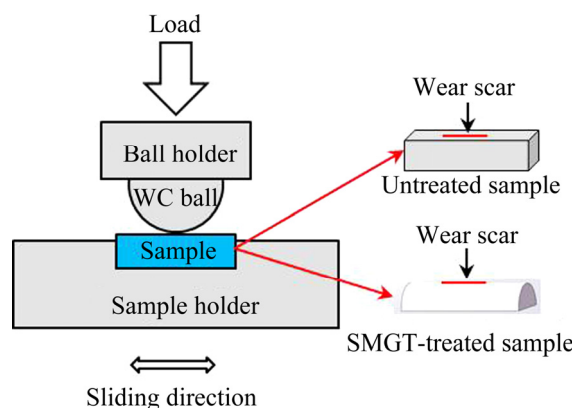 Load
Ball holder
WC ball
Sample
Sample holder
Sliding direction
Wear scar
Untreated sample
Wear scar
SMGT-treated sample